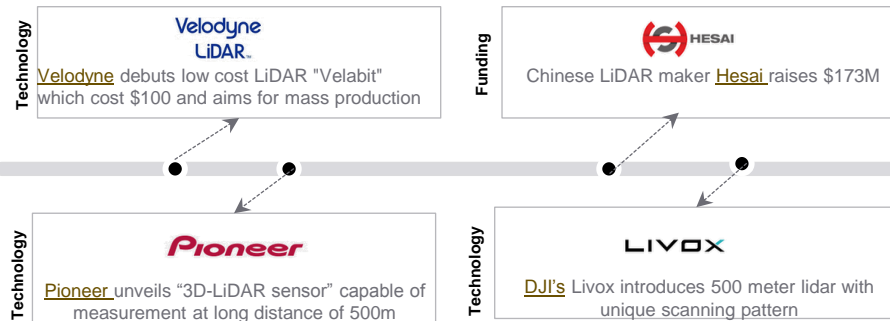 Technology
Velodyne
LiDAR™
Velodyne debuts low cost LiDAR "Velabit"
which cost $100 and aims for mass production
Funding
HESAI
Chinese LiDAR maker Hesai raises $173M
Technology
Pioneer
Pioneer unveils “3D-LiDAR sensor” capable of
measurement at long distance of 500m
Technology
LIVOX
DJI's Livox introduces 500 meter lidar with
unique scanning pattern